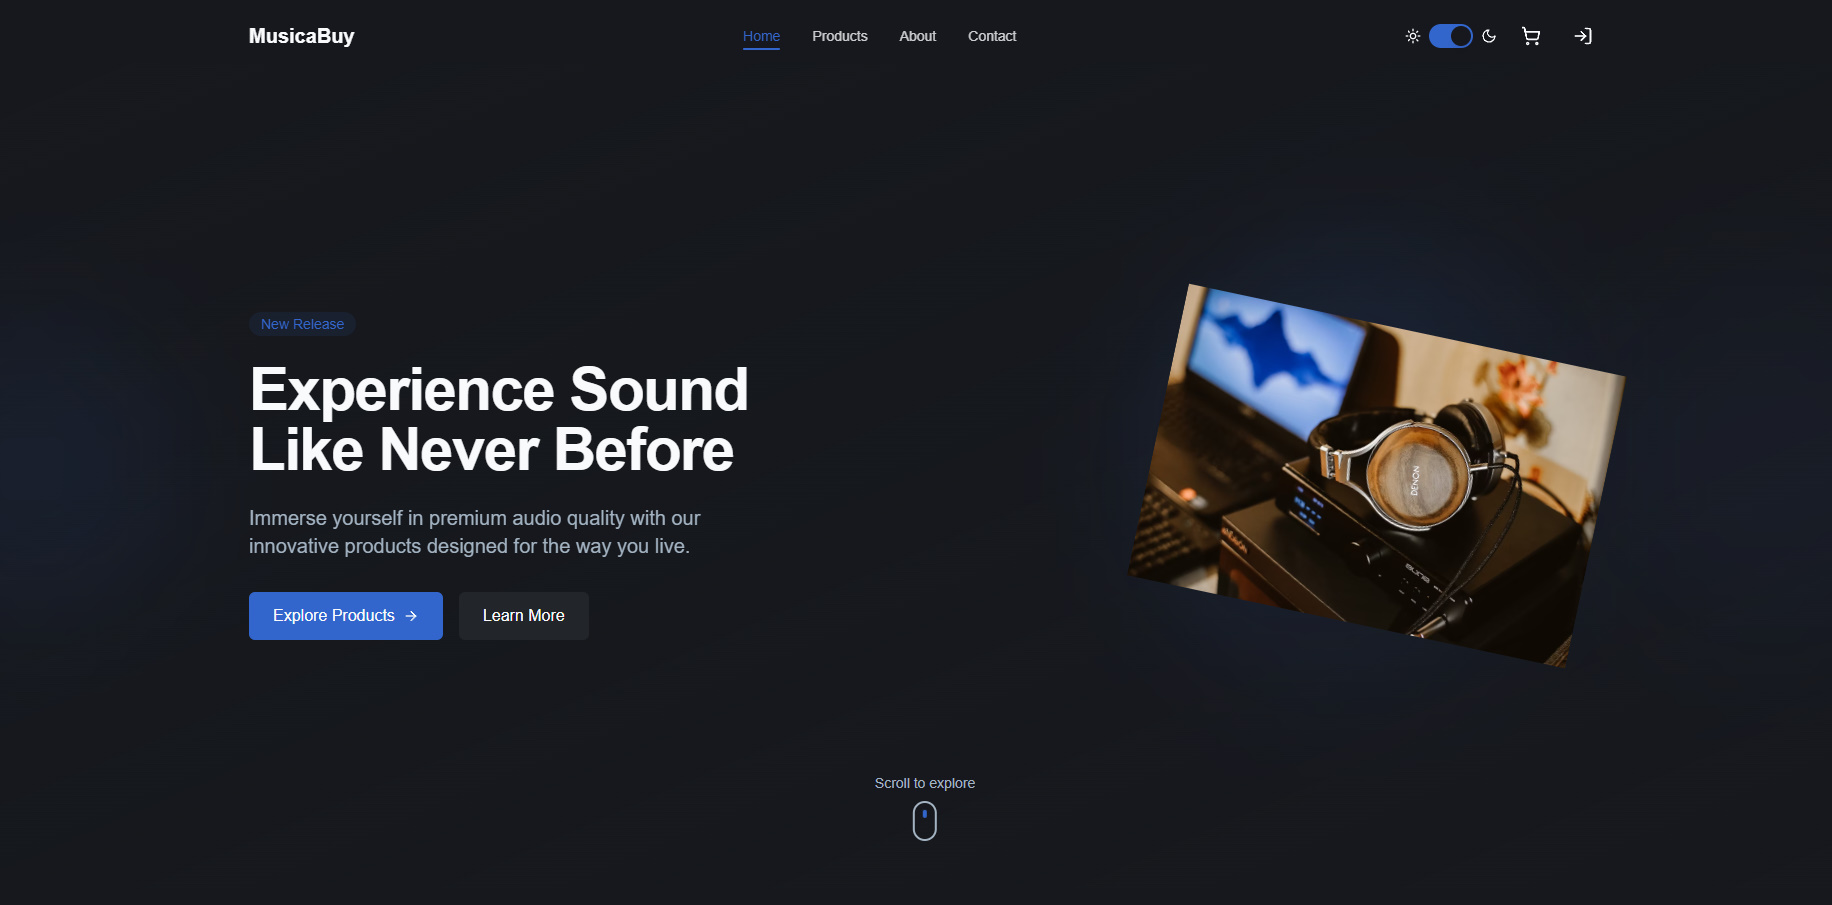 MusicaBuy
Home
Products
About
Contact
New Release
Experience Sound
Like Never Before
Immerse yourself in premium audio quality with our
innovative products designed for the way you live.
Explore Products
Learn More
DENON
Scroll to explore